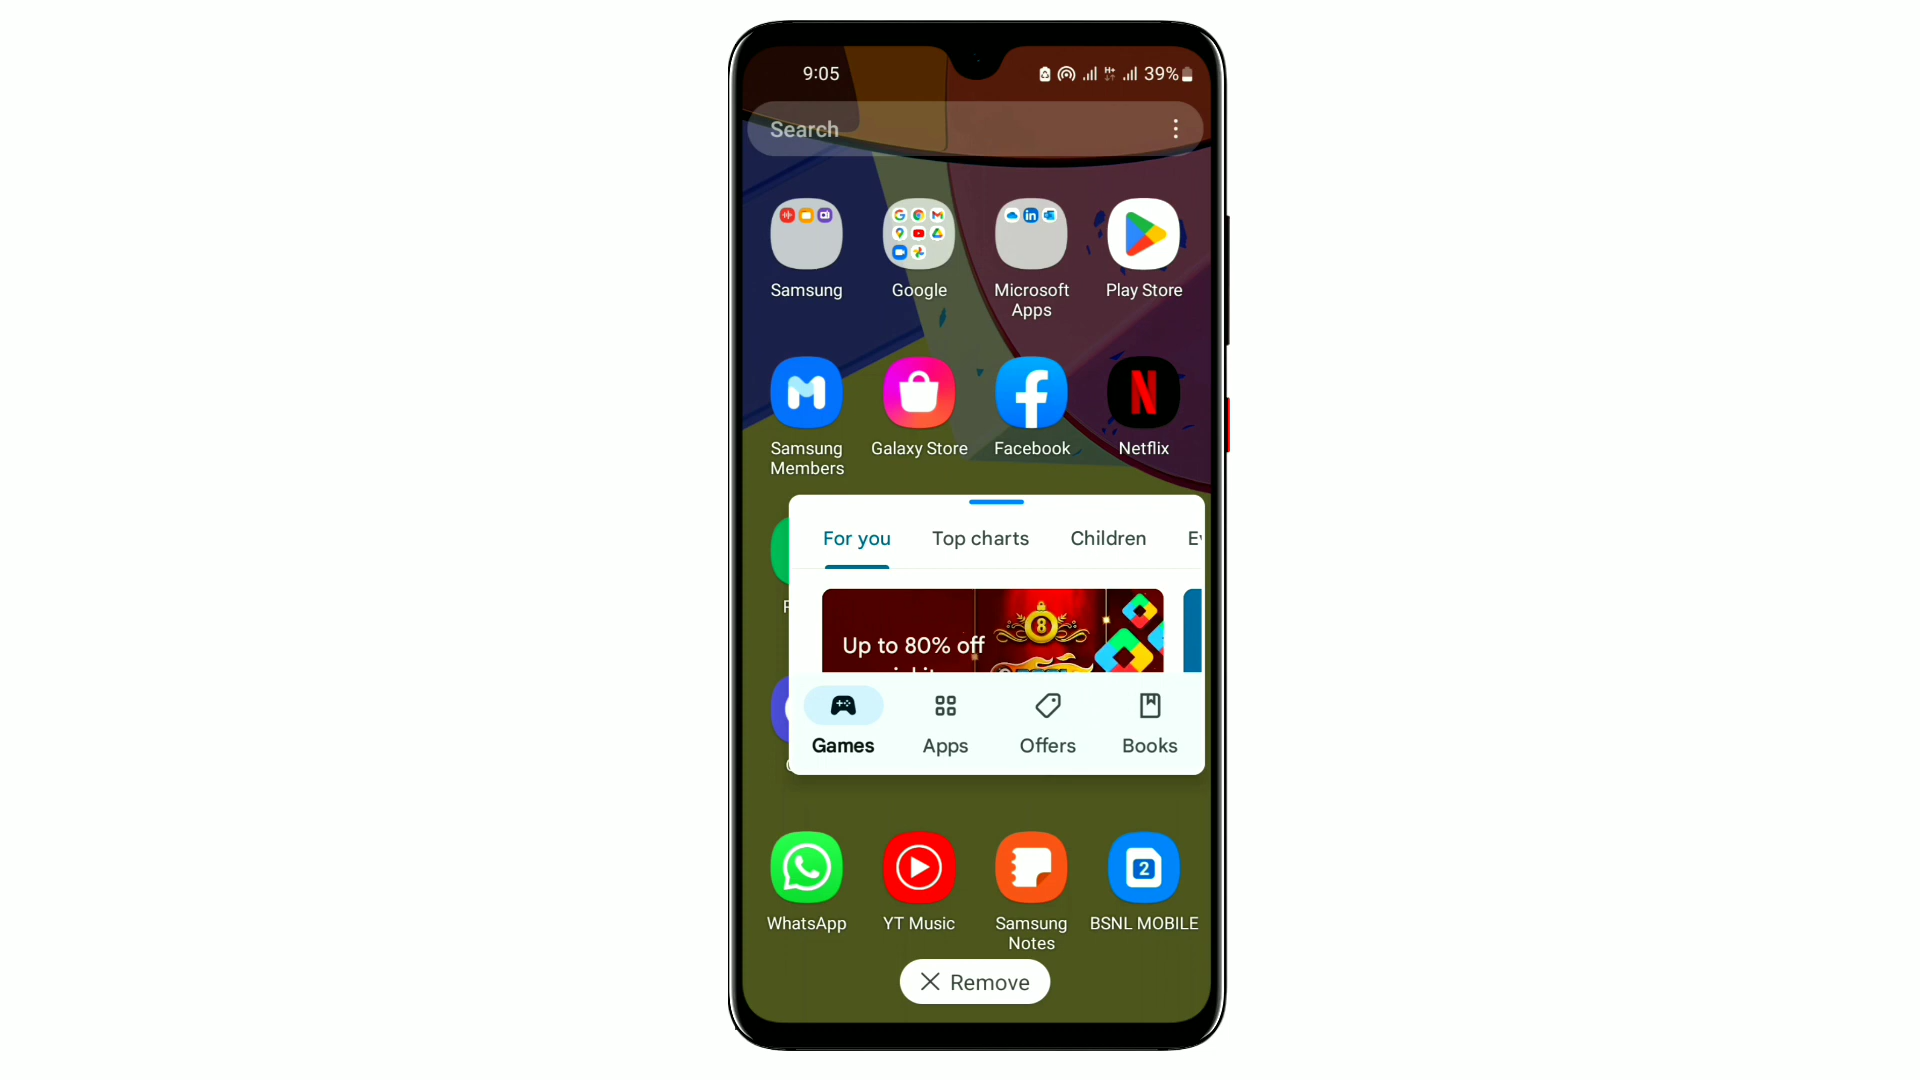 9:05
39%
Search
Samsung
Google
Microsoft
Apps
Play Store
Samsung
Members
Galaxy Store
Facebook
Netflix
For you
Top charts
Children
Up to 80% off
Games
Apps
Offers
Books
WhatsApp
YT Music
Samsung
Notes
2
BSNL MOBILE
Remove